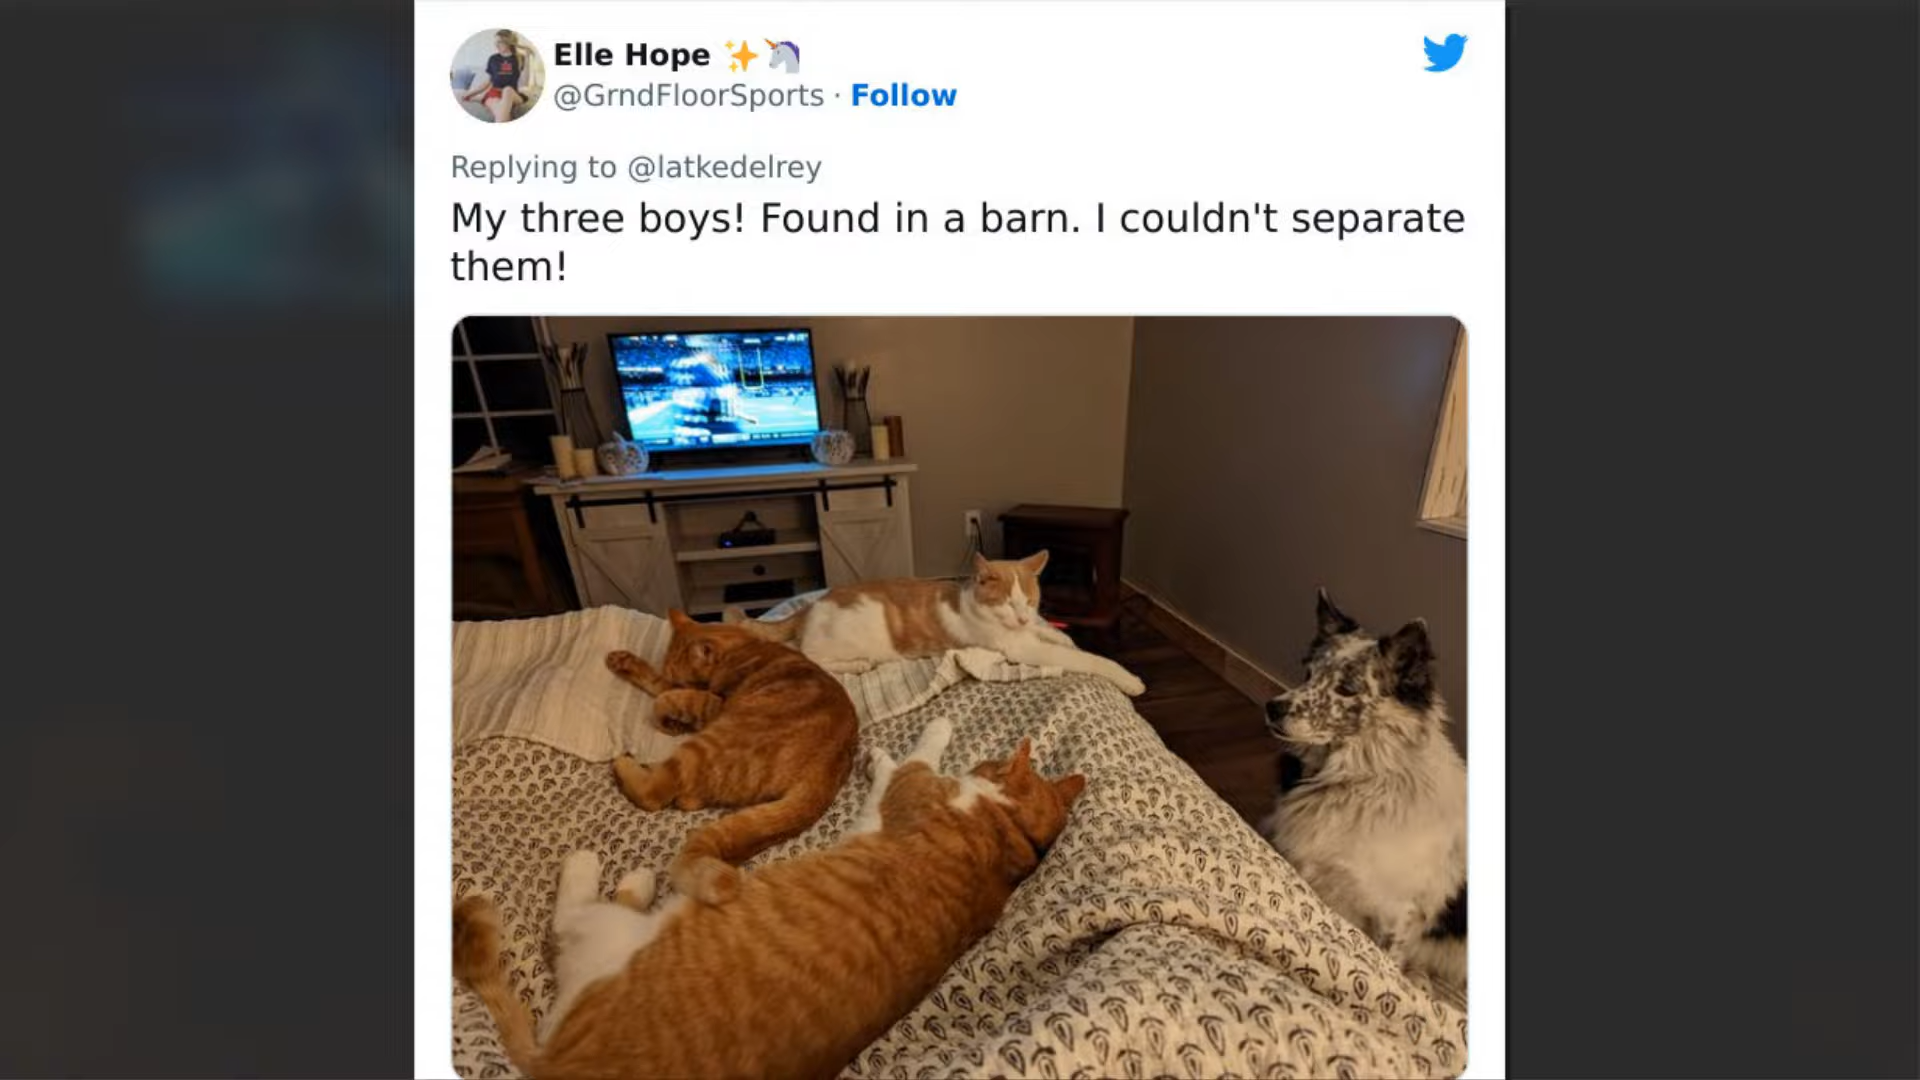 Elle Hope ✨🦄
@GrndFloorSports · Follow
Replying to @latkedelrey
My three boys! Found in a barn. I couldn't separate
them!